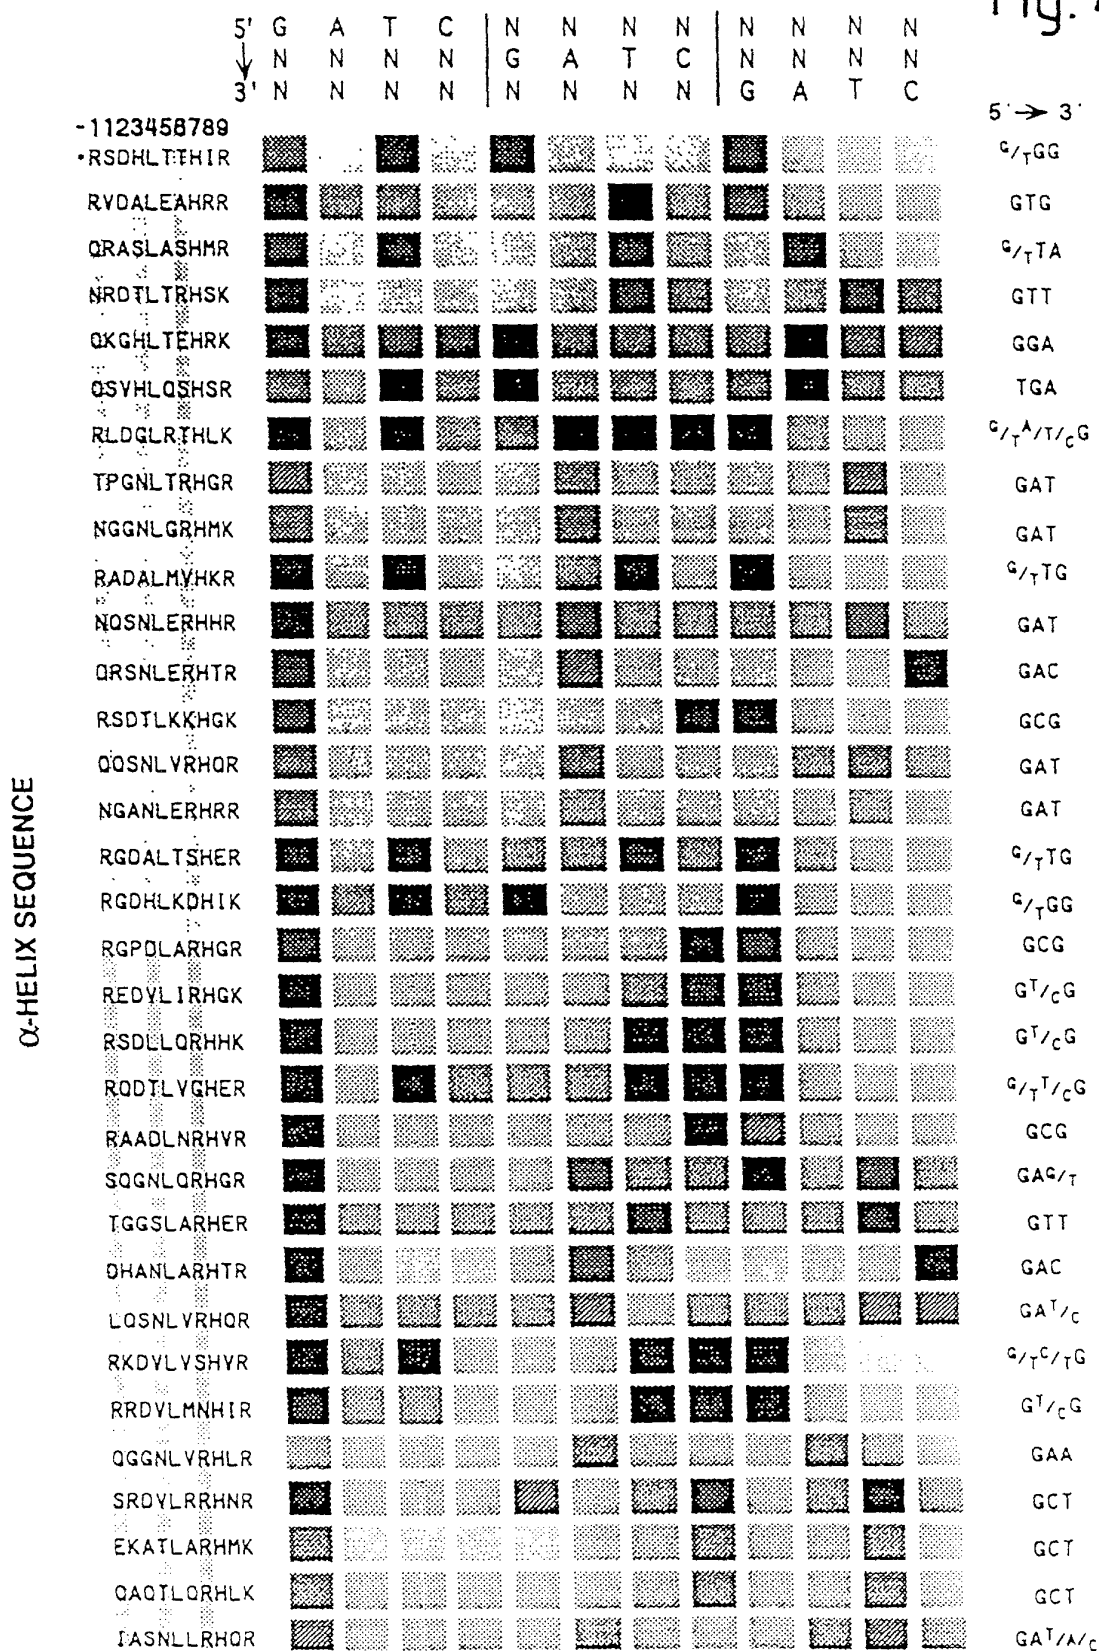 Fig.
5' G A T C N N N N N N N N
N N N N G A T C N N N N
3' N N N N N N N N G A T C
5' → 3'
-1123456789
α-HELIX SEQUENCE
•RSDHLTTHIR G/TGG
RVDALEAHRR GTG
QRASLASHMR G/TTA
NRDTLTRHSK GTT
QKGHLTEHRK GGA
QSVHLQSHSR TGA
RLDGLRTHLK G/TA/T/CG
TPGNLTRHGR GAT
NGGNLGRHMK GAT
RADALMVHKR G/TTG
NQSNLERHHR GAT
QRSNLERHTR GAC
RSDTLKKHGK GCG
QQSNLVRHQR GAT
NGANLERHRR GAT
RGDALTSHER G/TTG
RGDHLKDHIK G/TGG
RGPDLARHGR GCG
REDVLIRHGK GT/CG
RSDLLQRHHK GT/CG
RQDTLVGHER G/TT/CG
RAADLNRHVR GCG
SQGNLQRHGR GAG/T
TGGSLARHER GTT
DHANLARHTR GAC
LQSNLVRHQR GAT/C
RKDVLVSHVR G/TC/TG
RRDVLMNHIR GT/CG
QGGNLVRHLR GAA
SRDVLRRHNR GCT
EKATLARHMK GCT
QAQTLQRHLK GCT
IASNLLRHQR GAT/A/C